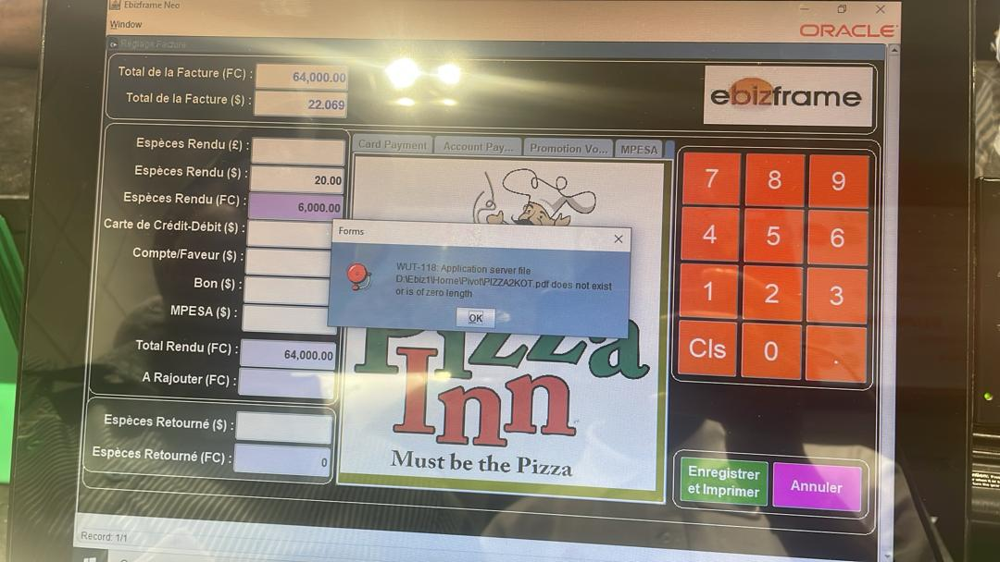 Ebizframe Neo
Window
ORACLE
Réglage Facture
Total de la Facture (FC) :
64,000.00
Total de la Facture ($) :
22.069
ebizframe
Espèces Rendu (£) :
Espèces Rendu ($) :
20.00
Espèces Rendu (FC) :
6,000.00
Carte de Crédit-Débit ($) :
Compte/Faveur ($) :
Bon ($) :
MPESA ($) :
Total Rendu (FC) :
64,000.00
A Rajouter (FC) :
Espèces Retourné ($) :
Espèces Retourné (FC) :
0
Card Payment
Account Pay...
Promotion Vo...
MPESA
Forms
WUT-118: Application server file
D:\Ebiz1\Home\Pivot\PIZZA2KOT.pdf does not exist
or is of zero length
OK
Pizza
Inn
Must be the Pizza
7 8 9
4 5 6
1 2 3
Cls 0 .
Enregistrer
et Imprimer
Annuler
Record: 1/1